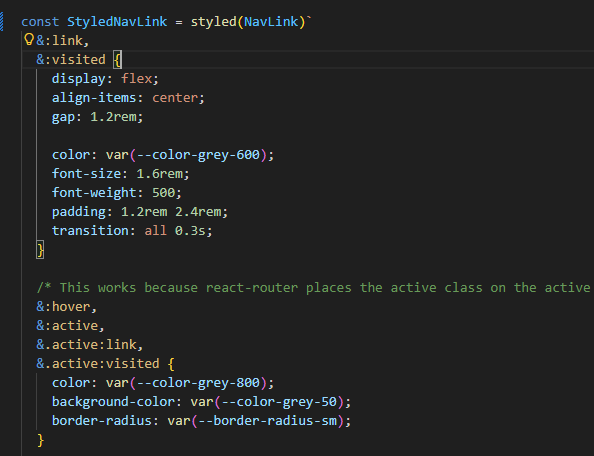 const StyledNavLink = styled(NavLink)`
&:link,
&:visited {
display: flex;
align-items: center;
gap: 1.2rem;
color: var(--color-grey-600);
font-size: 1.6rem;
font-weight: 500;
padding: 1.2rem 2.4rem;
transition: all 0.3s;
}
/* This works because react-router places the active class on the active
&:hover,
&:active,
&.active:link,
&.active:visited {
color: var(--color-grey-800);
background-color: var(--color-grey-50);
border-radius: var(--border-radius-sm);
}